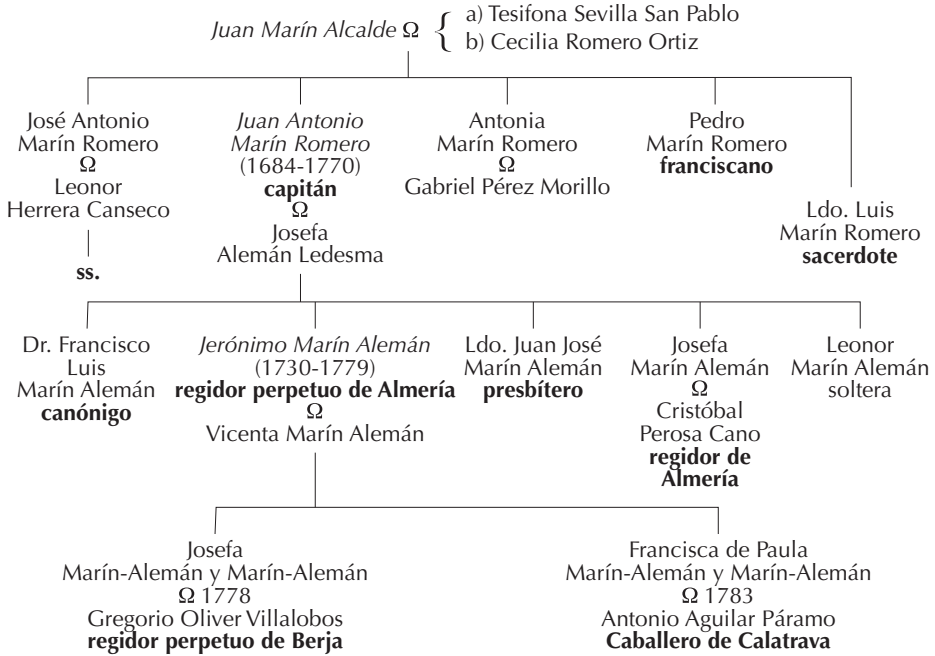 Juan Marín Alcalde Ω {
a) Tesifona Sevilla San Pablo
b) Cecilia Romero Ortiz
José Antonio
Marín Romero
Ω
Leonor
Herrera Canseco
ss.
Juan Antonio
Marín Romero
(1684-1770)
capitán
Ω
Josefa
Alemán Ledesma
Antonia
Marín Romero
Ω
Gabriel Pérez Morillo
Pedro
Marín Romero
franciscano
Ldo. Luis
Marín Romero
sacerdote
Dr. Francisco
Luis
Marín Alemán
canónigo
Jerónimo Marín Alemán
(1730-1779)
regidor perpetuo de Almería
Ω
Vicenta Marín Alemán
Ldo. Juan José
Marín Alemán
presbítero
Josefa
Marín Alemán
Ω
Cristóbal
Perosa Cano
regidor de
Almería
Leonor
Marín Alemán
soltera
Josefa
Marín-Alemán y Marín-Alemán
Ω 1778
Gregorio Oliver Villalobos
regidor perpetuo de Berja
Francisca de Paula
Marín-Alemán y Marín-Alemán
Ω 1783
Antonio Aguilar Páramo
Caballero de Calatrava